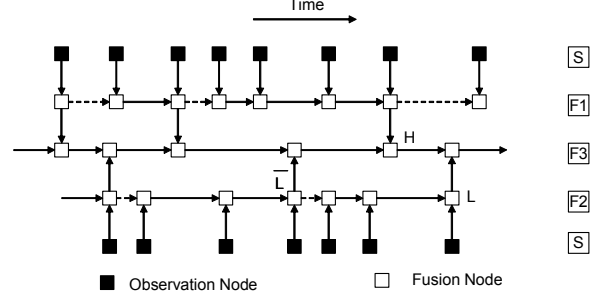 Time
S
F1
H
F3
L
L
F2
S
Observation Node
Fusion Node